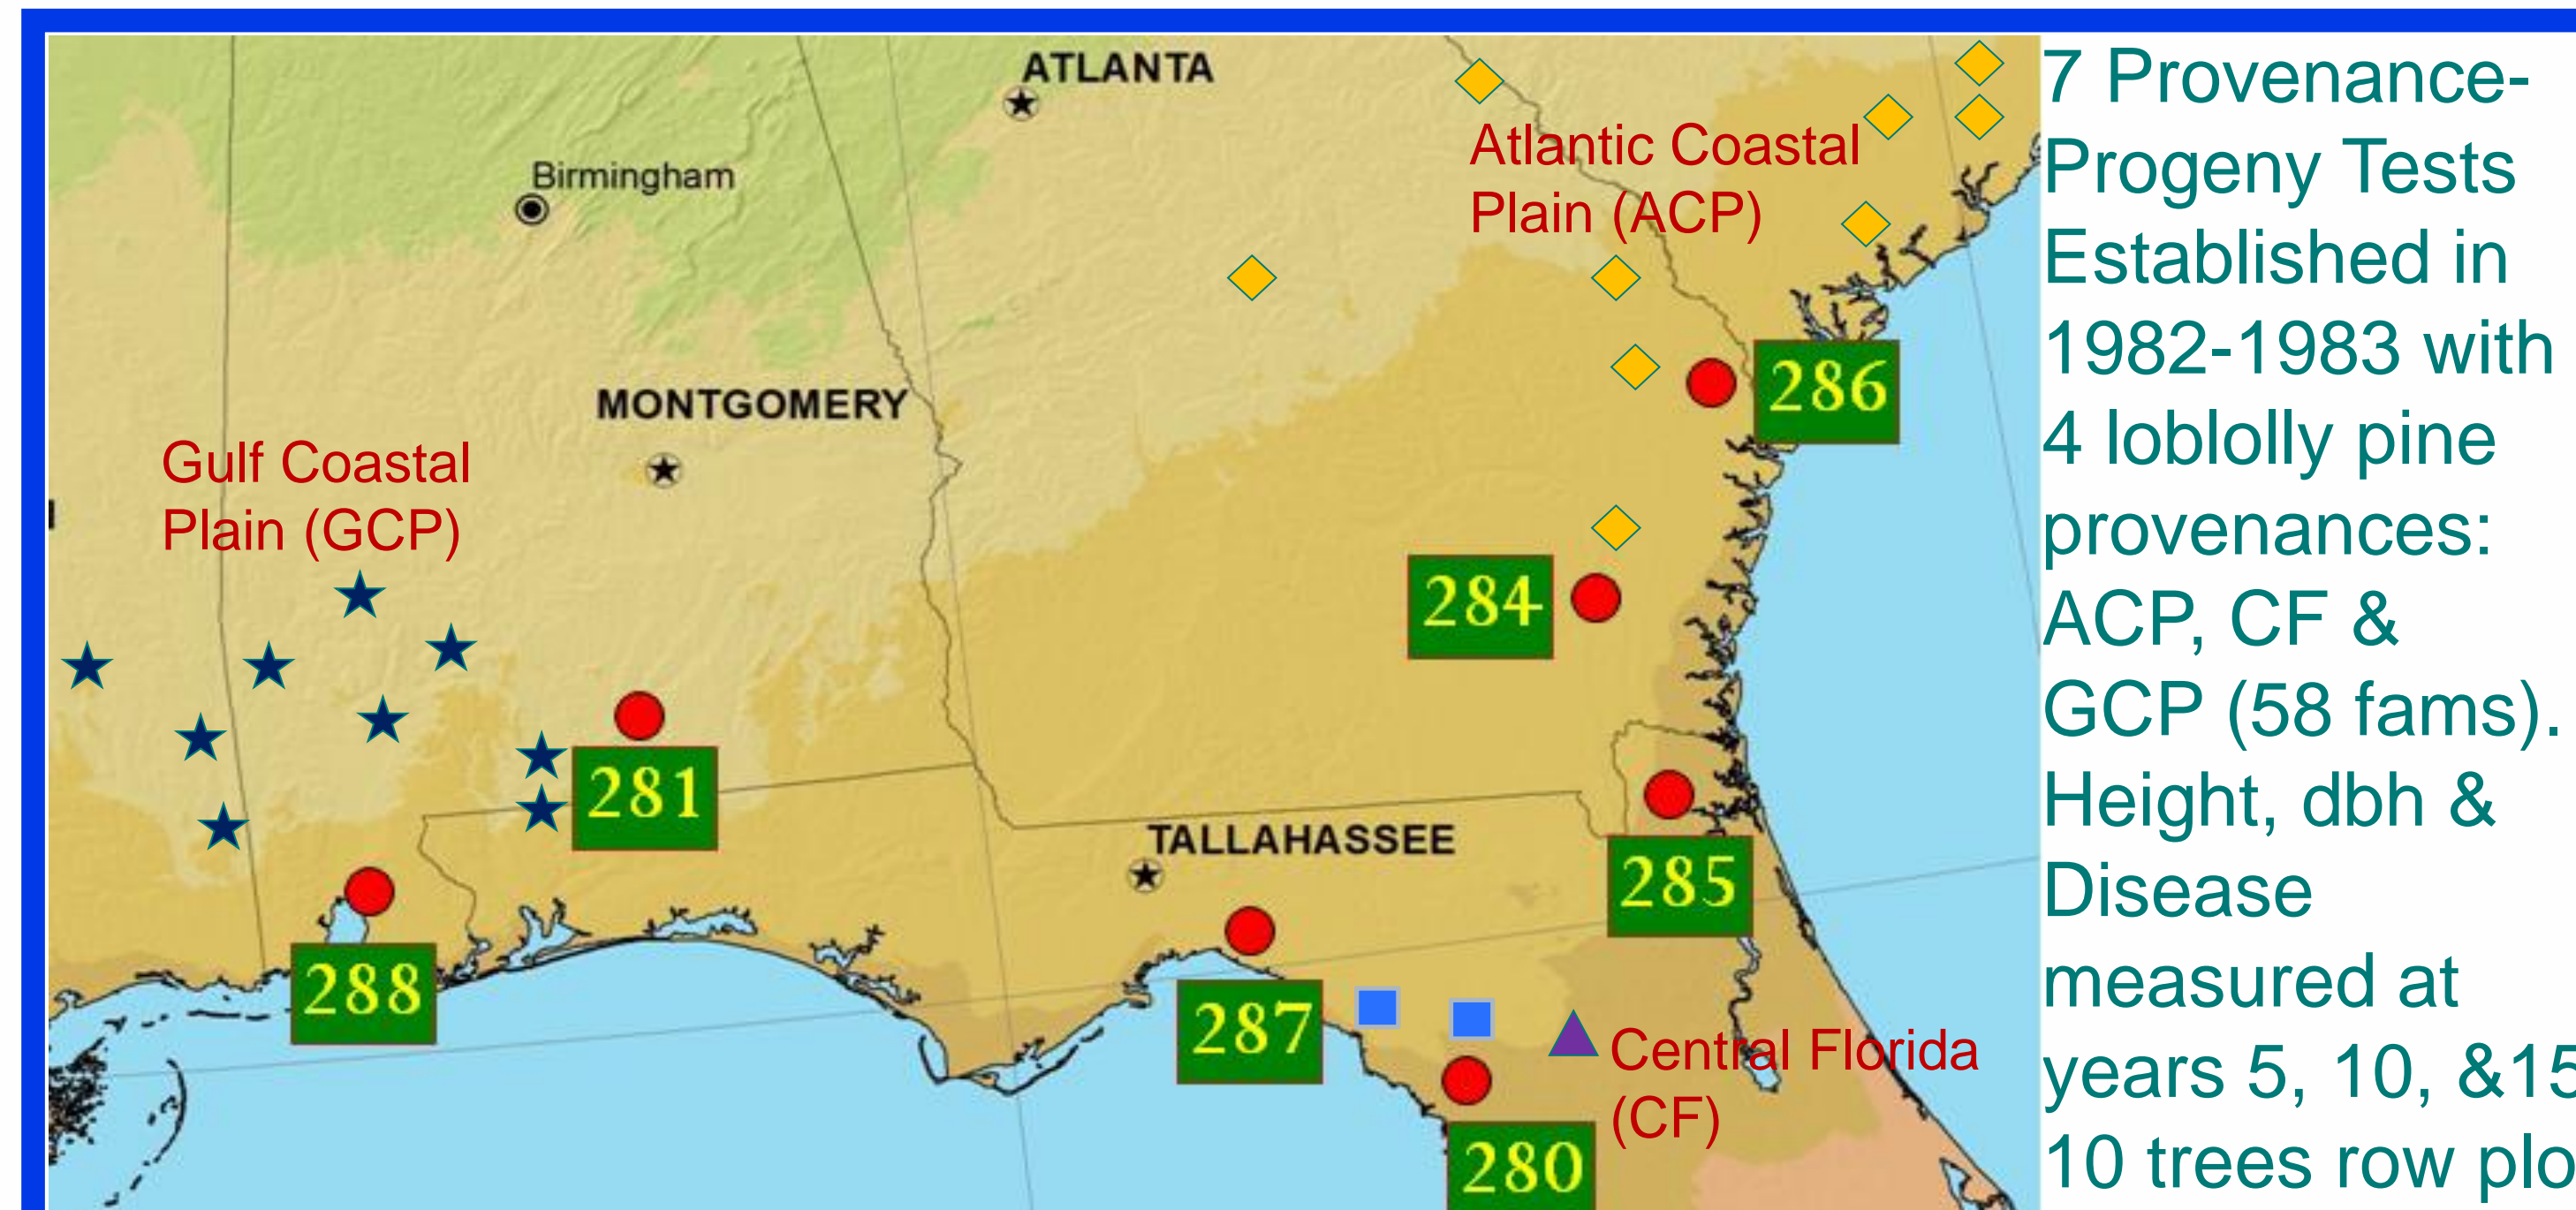 ATLANTA
Birmingham
Atlantic Coastal
Plain (ACP)
286
MONTGOMERY
Gulf Coastal
Plain (GCP)
284
281
TALLAHASSEE
285
288
287
Central Florida
(CF)
280
7 Provenance-
Progeny Tests
Established in
1982-1983 with
4 loblolly pine
provenances:
ACP, CF &
GCP (58 fams).
Height, dbh &
Disease
measured at
years 5, 10, &15
10 trees row plo